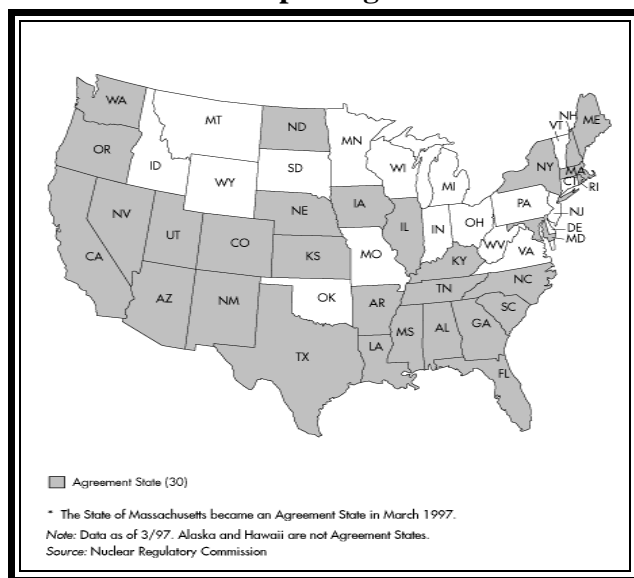 WA
MT
ND
MN
VT
NH
ME
OR
ID
SD
WI
NY
MA
WY
MI
CT
RI
NE
IA
PA
NV
OH
NJ
UT
IL
IN
DE
CO
WV
MD
CA
KS
MO
VA
KY
NC
AZ
NM
OK
TN
AR
SC
MS
AL
GA
TX
LA
FL
Agreement State (30)
* The State of Massachusetts became an Agreement State in March 1997.
Note: Data as of 3/97. Alaska and Hawaii are not Agreement States.
Source: Nuclear Regulatory Commission